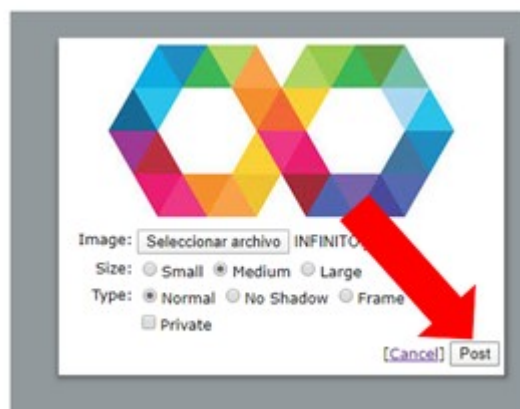 Image: Seleccionar archivo INFINITO
Size: Small Medium Large
Type: Normal No Shadow Frame
Private
[Cancel] Post